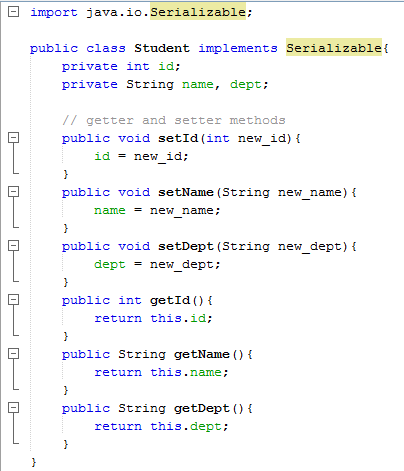 import java.io.Serializable;
public class Student implements Serializable{
private int id;
private String name, dept;
// getter and setter methods
public void setId(int new_id){
id = new_id;
}
public void setName(String new_name){
name = new_name;
}
public void setDept(String new_dept){
dept = new_dept;
}
public int getId(){
return this.id;
}
public String getName(){
return this.name;
}
public String getDept(){
return this.dept;
}
}